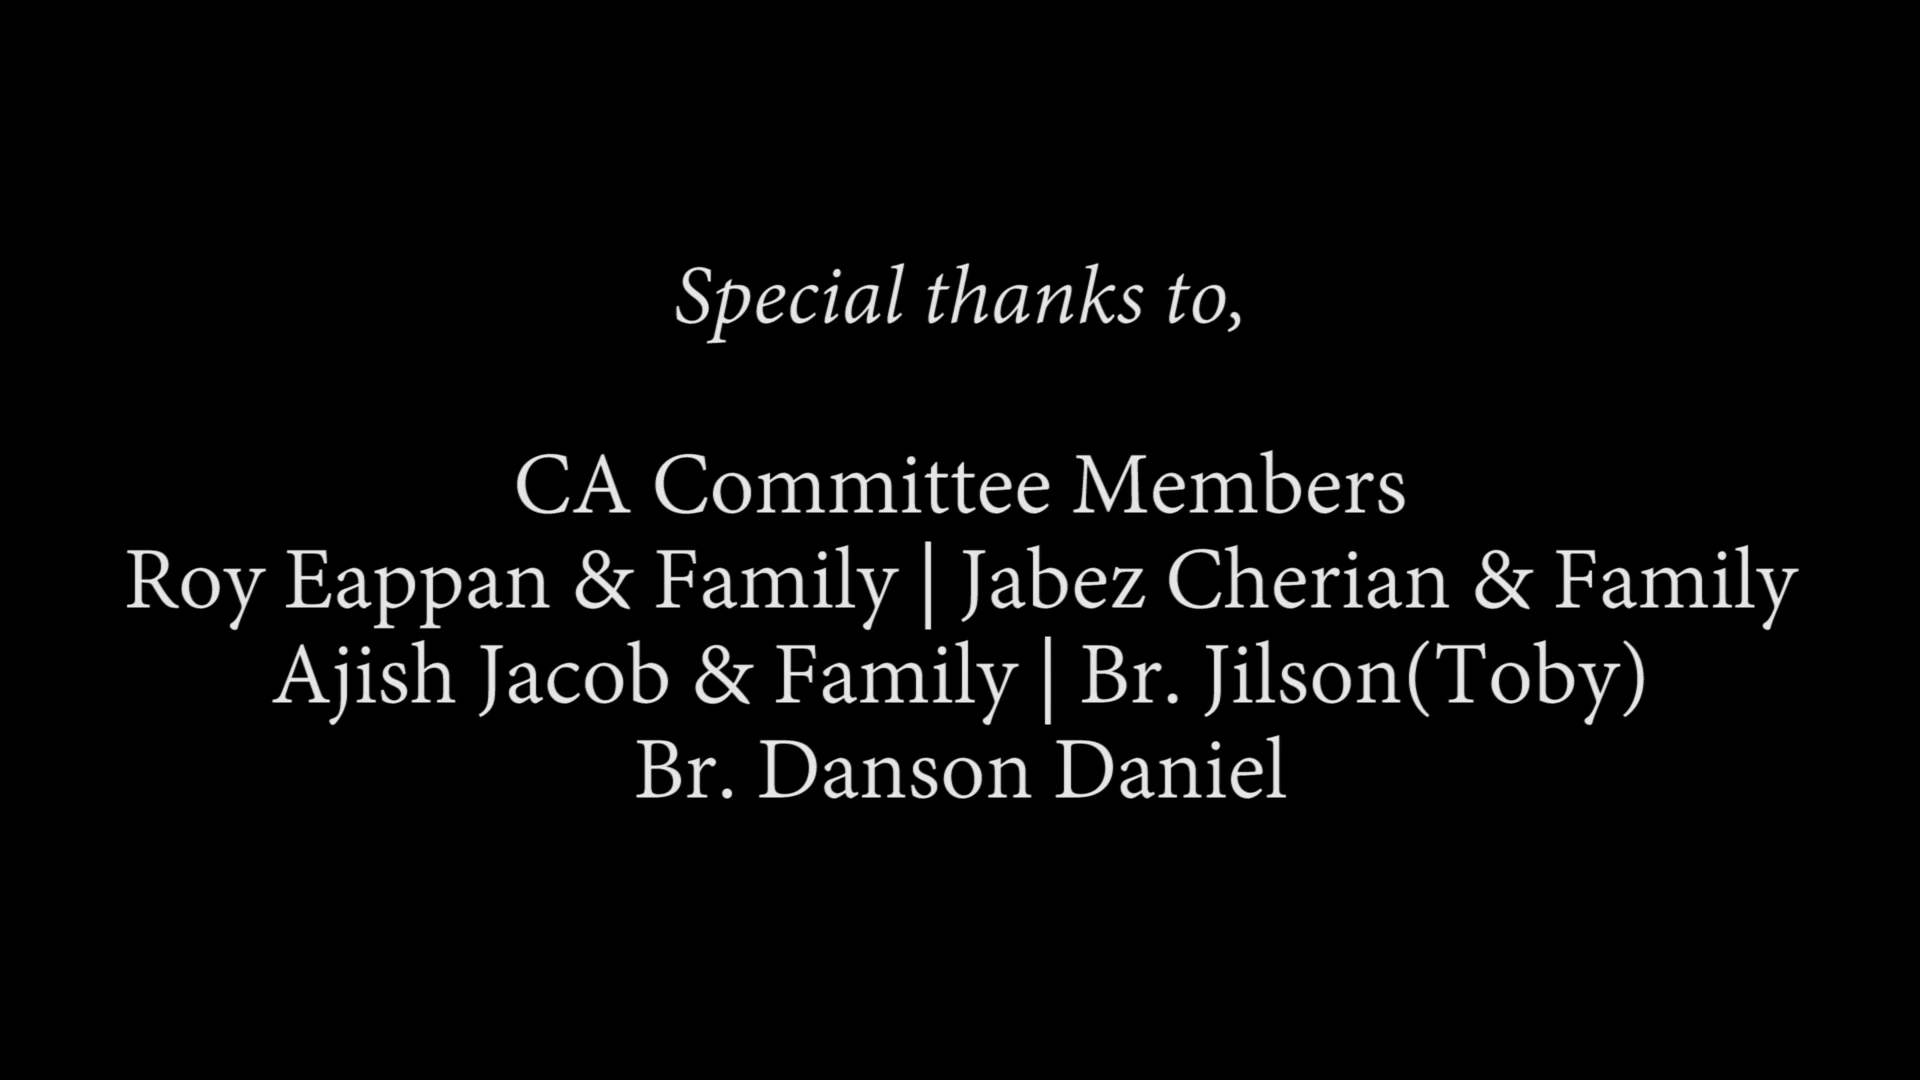 Special thanks to,
CA Committee Members
Roy Eappan & Family | Jabez Cherian & Family
Ajish Jacob & Family | Br. Jilson(Toby)
Br. Danson Daniel